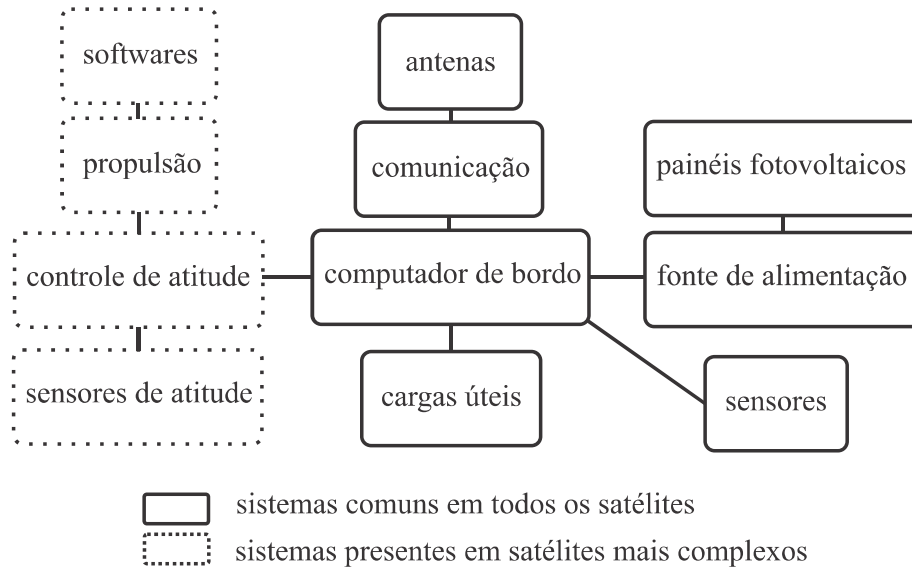 softwares
antenas
propulsão
comunicação
painéis fotovoltaicos
controle de atitude
computador de bordo
fonte de alimentação
sensores de atitude
cargas úteis
sensores
sistemas comuns em todos os satélites
sistemas presentes em satélites mais complexos